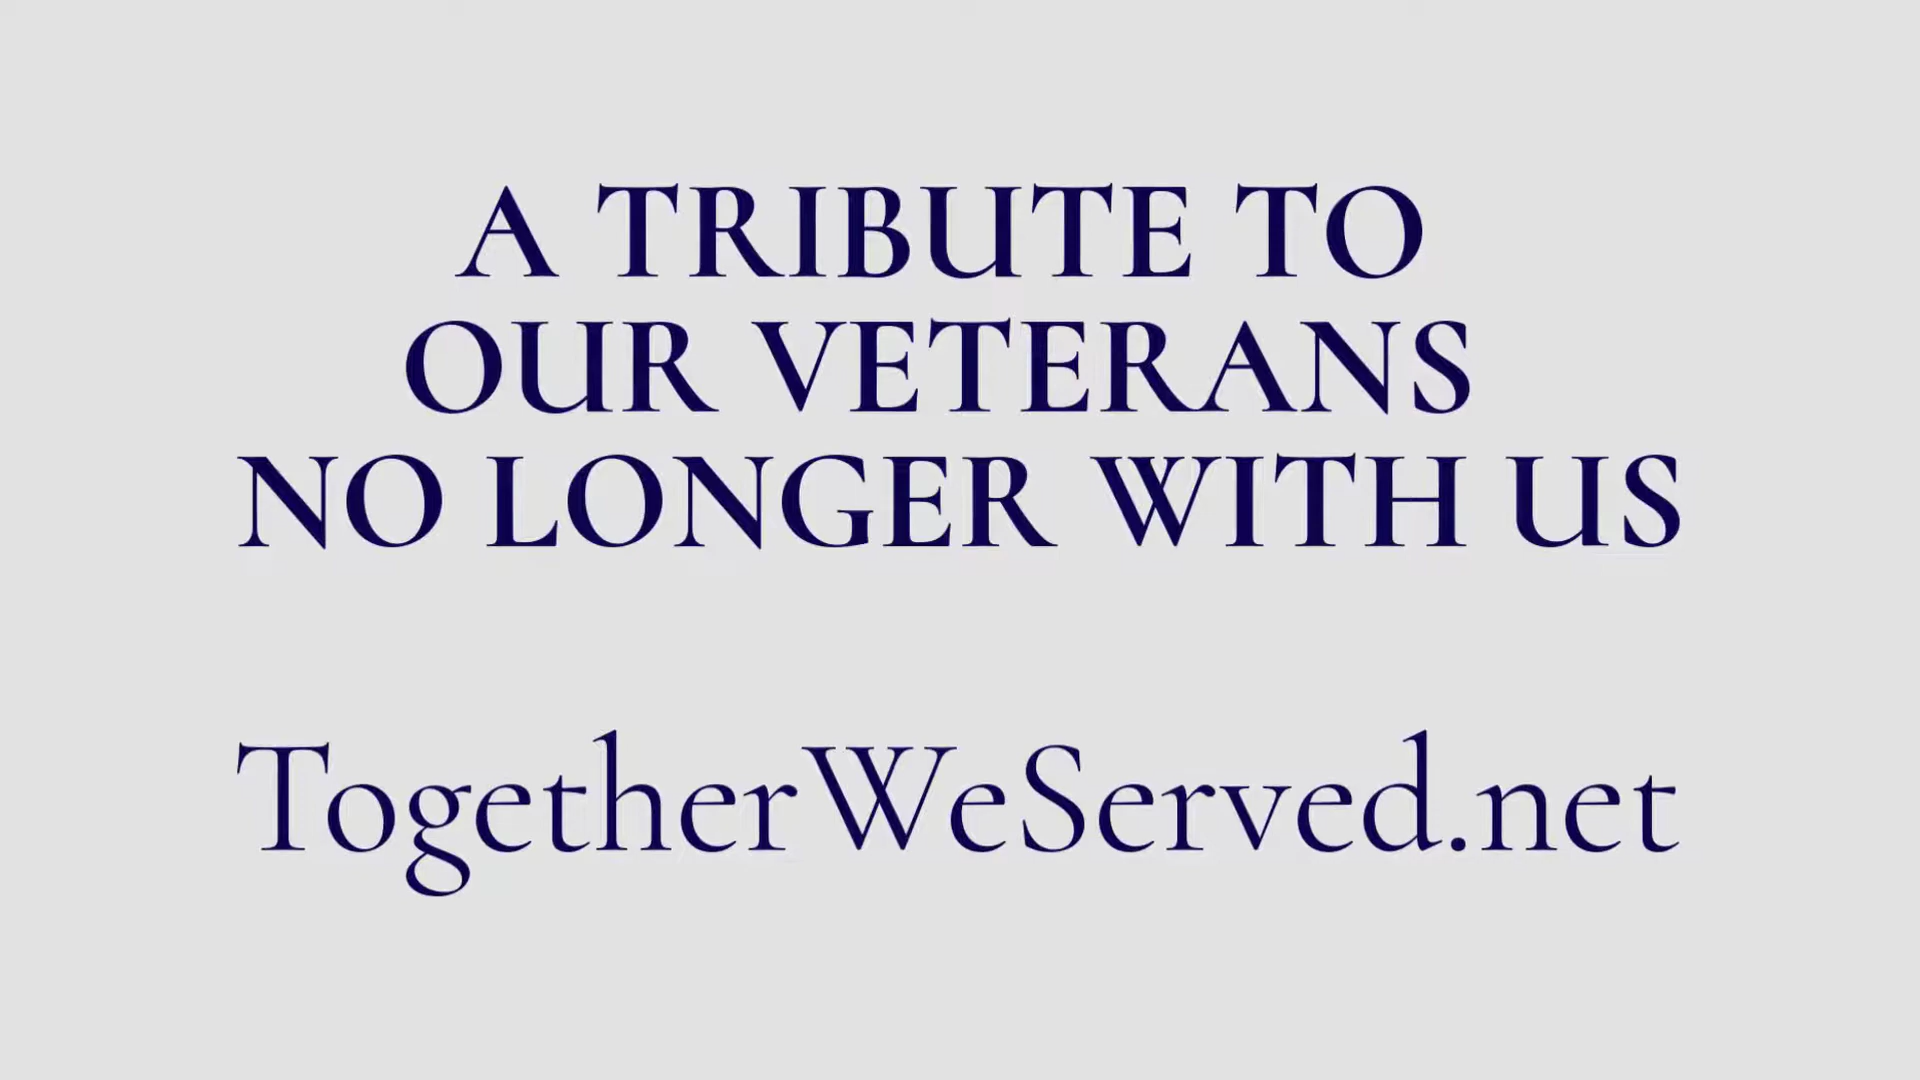 A TRIBUTE TO
OUR VETERANS
NO LONGER WITH US
TogetherWeServed.net